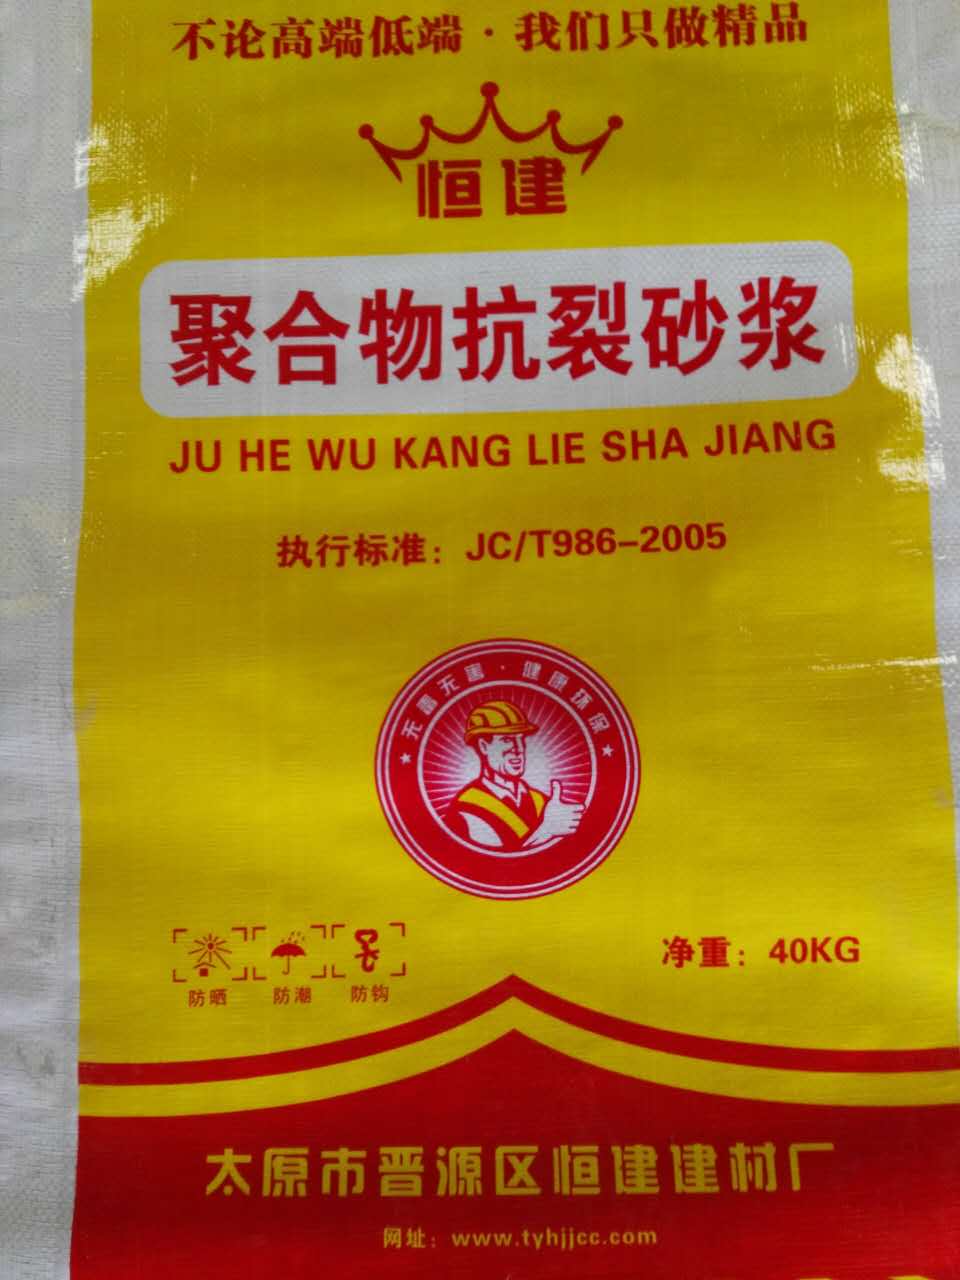 不论高端低端·我们只做精品
恒建
聚合物抗裂砂浆
JU HE WU KANG LIE SHA JIANG
执行标准：JC/T986-2005
无毒无害·健康环保
净重：40KG
防晒 防潮 防钩
太原市晋源区恒建建材厂
网址：www.tyhjjcc.com